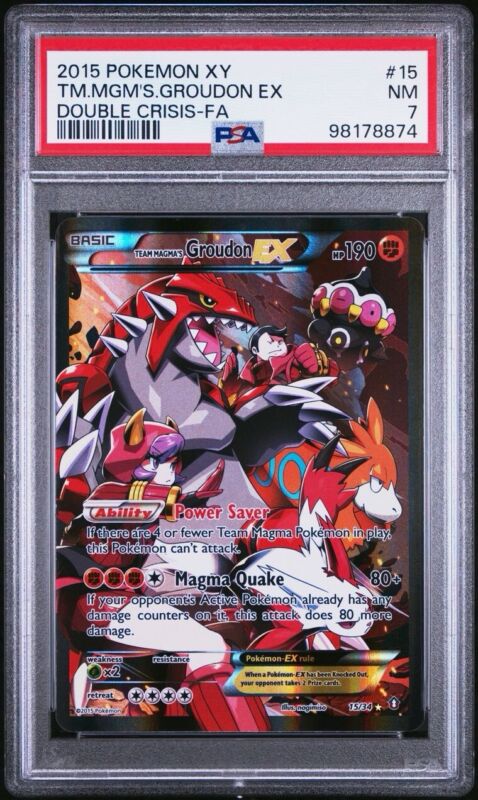 2015 POKEMON XY #15
TM.MGM'S.GROUDON EX NM
DOUBLE CRISIS-FA 7
PSA 98178874
BASIC
TEAM MAGMA'S Groudon EX HP 190
Ability Power Saver
If there are 4 or fewer Team Magma Pokémon in play,
this Pokémon can't attack.
Magma Quake 80+
If your opponent's Active Pokémon already has any
damage counters on it, this attack does 80 more
damage.
weakness resistance
×2
Pokémon-EX rule
When a Pokémon-EX has been Knocked Out,
your opponent takes 2 Prize cards.
retreat
©2015 Pokémon Illus. nagimiso 15/34
PSA